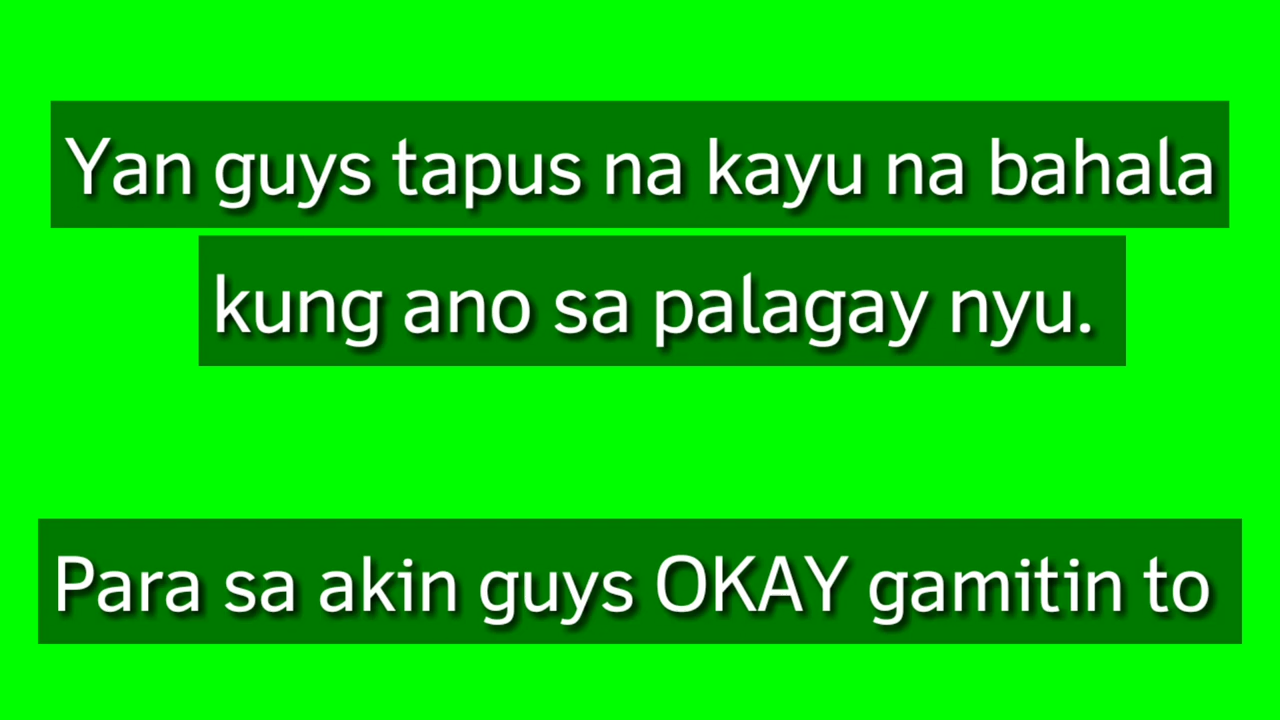 Yan guys tapus na kayu na bahala
kung ano sa palagay nyu.
Para sa akin guys OKAY gamitin to